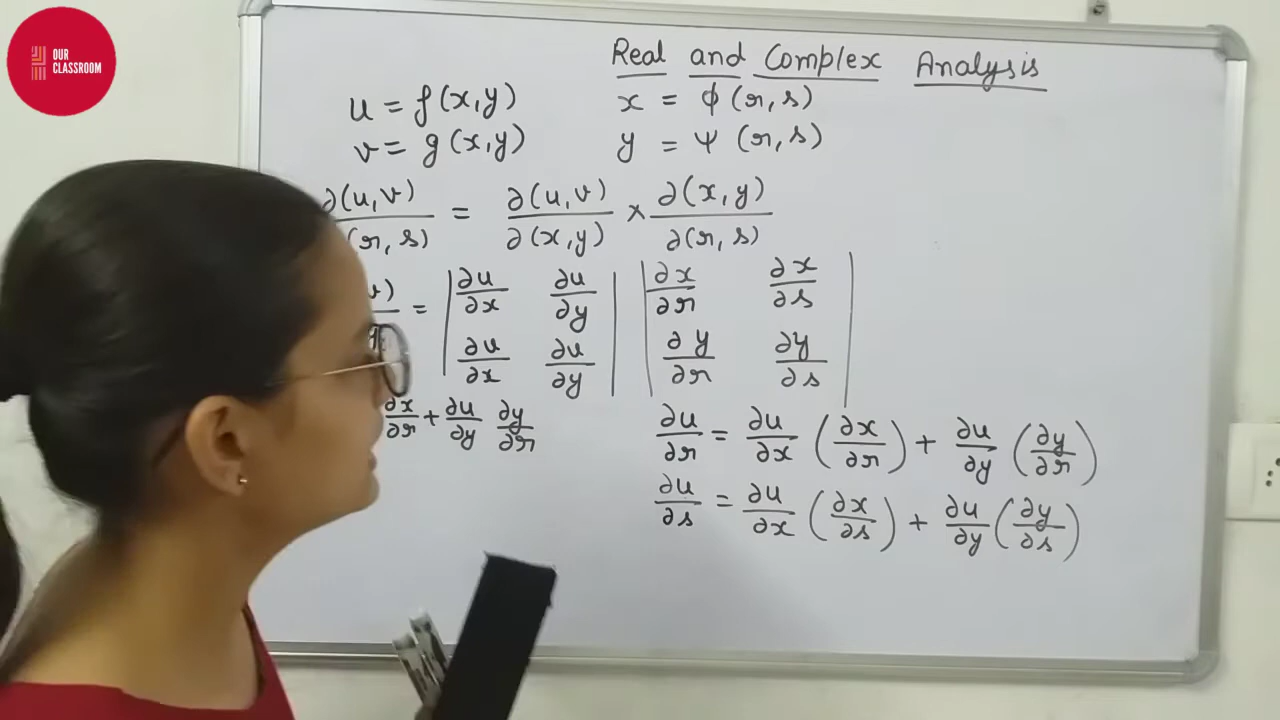 OUR
CLASSROOM
Real and Complex Analysis
u = f(x,y) x = φ(r,s)
v = g(x,y) y = ψ(r,s)
∂(u,v)/(r,s) = ∂(u,v)/∂(x,y) × ∂(x,y)/∂(r,s)
v) = | ∂u/∂x ∂u/∂y | | ∂x/∂r ∂x/∂s |
| ∂v/∂x ∂v/∂y | | ∂y/∂r ∂y/∂s |
∂x/∂r + ∂u/∂y ∂y/∂r
∂u/∂r = ∂u/∂x (∂x/∂r) + ∂u/∂y (∂y/∂r)
∂u/∂s = ∂u/∂x (∂x/∂s) + ∂u/∂y (∂y/∂s)